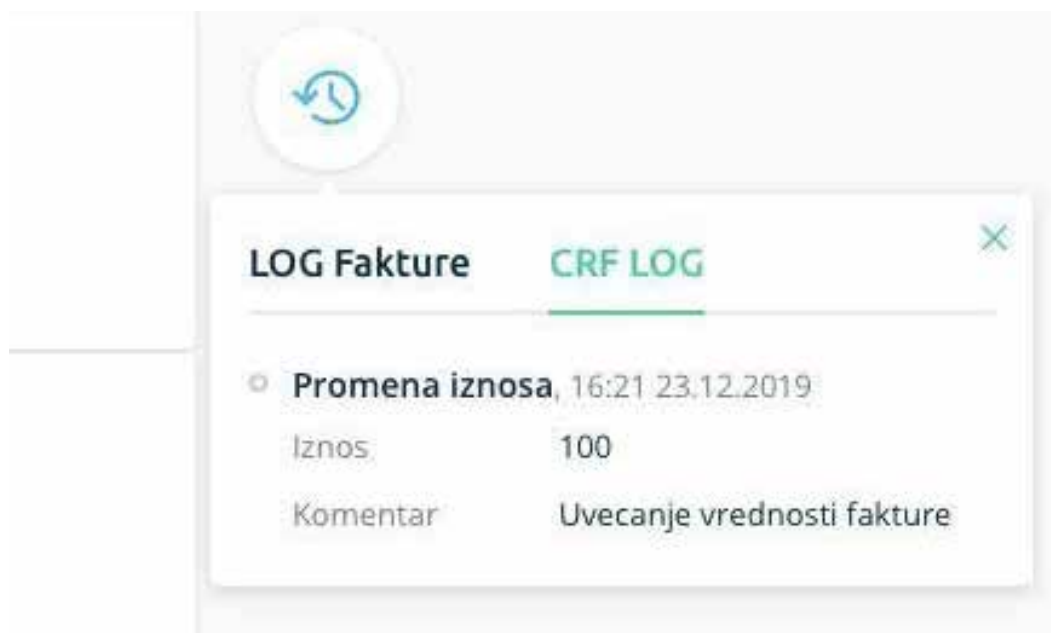 LOG Fakture CRF LOG
Promena iznosa, 16:21 23.12.2019
Iznos 100
Komentar Uvecanje vrednosti fakture